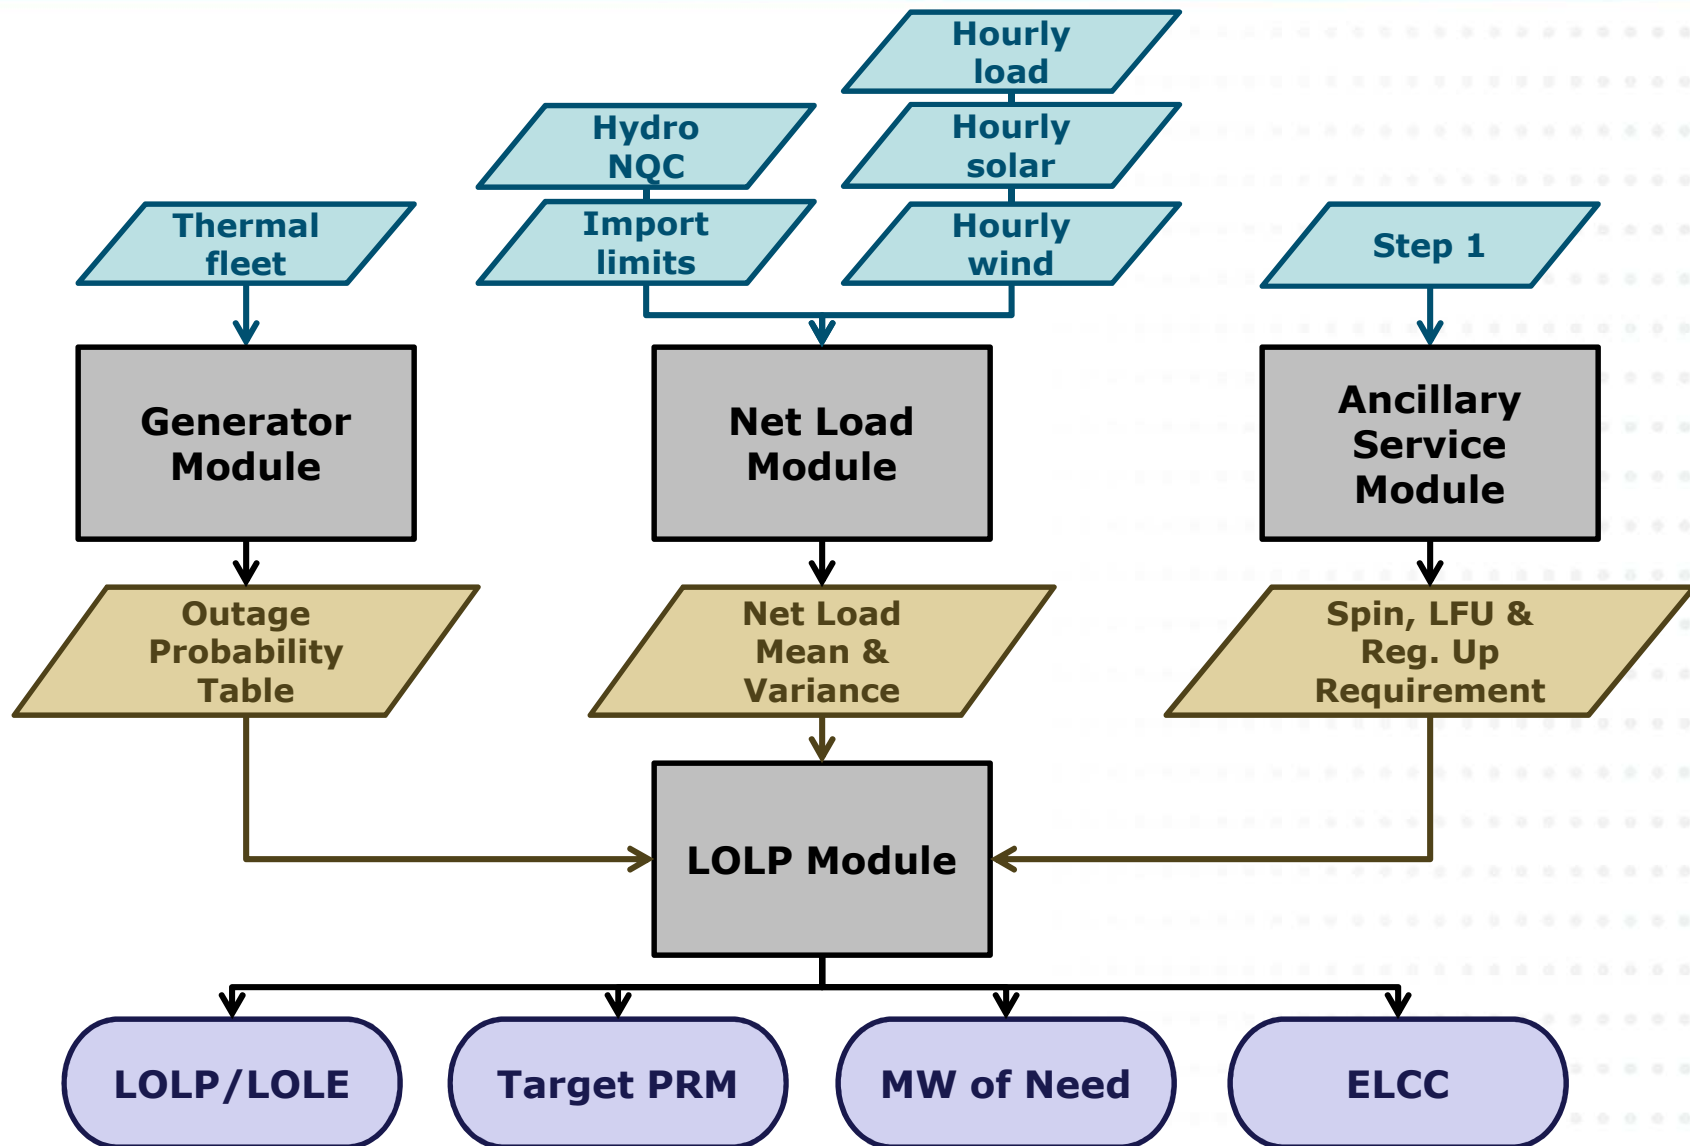 Hourly
load
Hydro
NQC
Hourly
solar
Thermal
fleet
Import
limits
Hourly
wind
Step 1
Generator
Module
Net Load
Module
Ancillary
Service
Module
Outage
Probability
Table
Net Load
Mean &
Variance
Spin, LFU &
Reg. Up
Requirement
LOLP Module
LOLP/LOLE
Target PRM
MW of Need
ELCC